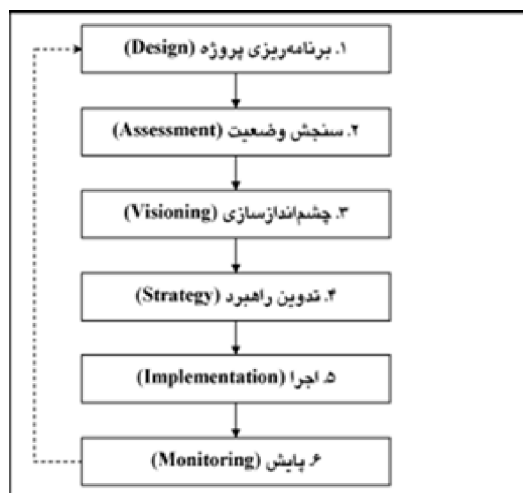 ۱. برنامه‌ریزی پروژه (Design)
۲. سنجش وضعیت (Assessment)
۳. چشم‌اندازسازی (Visioning)
۴. تدوین راهبرد (Strategy)
۵. اجرا (Implementation)
۶. پایش (Monitoring)